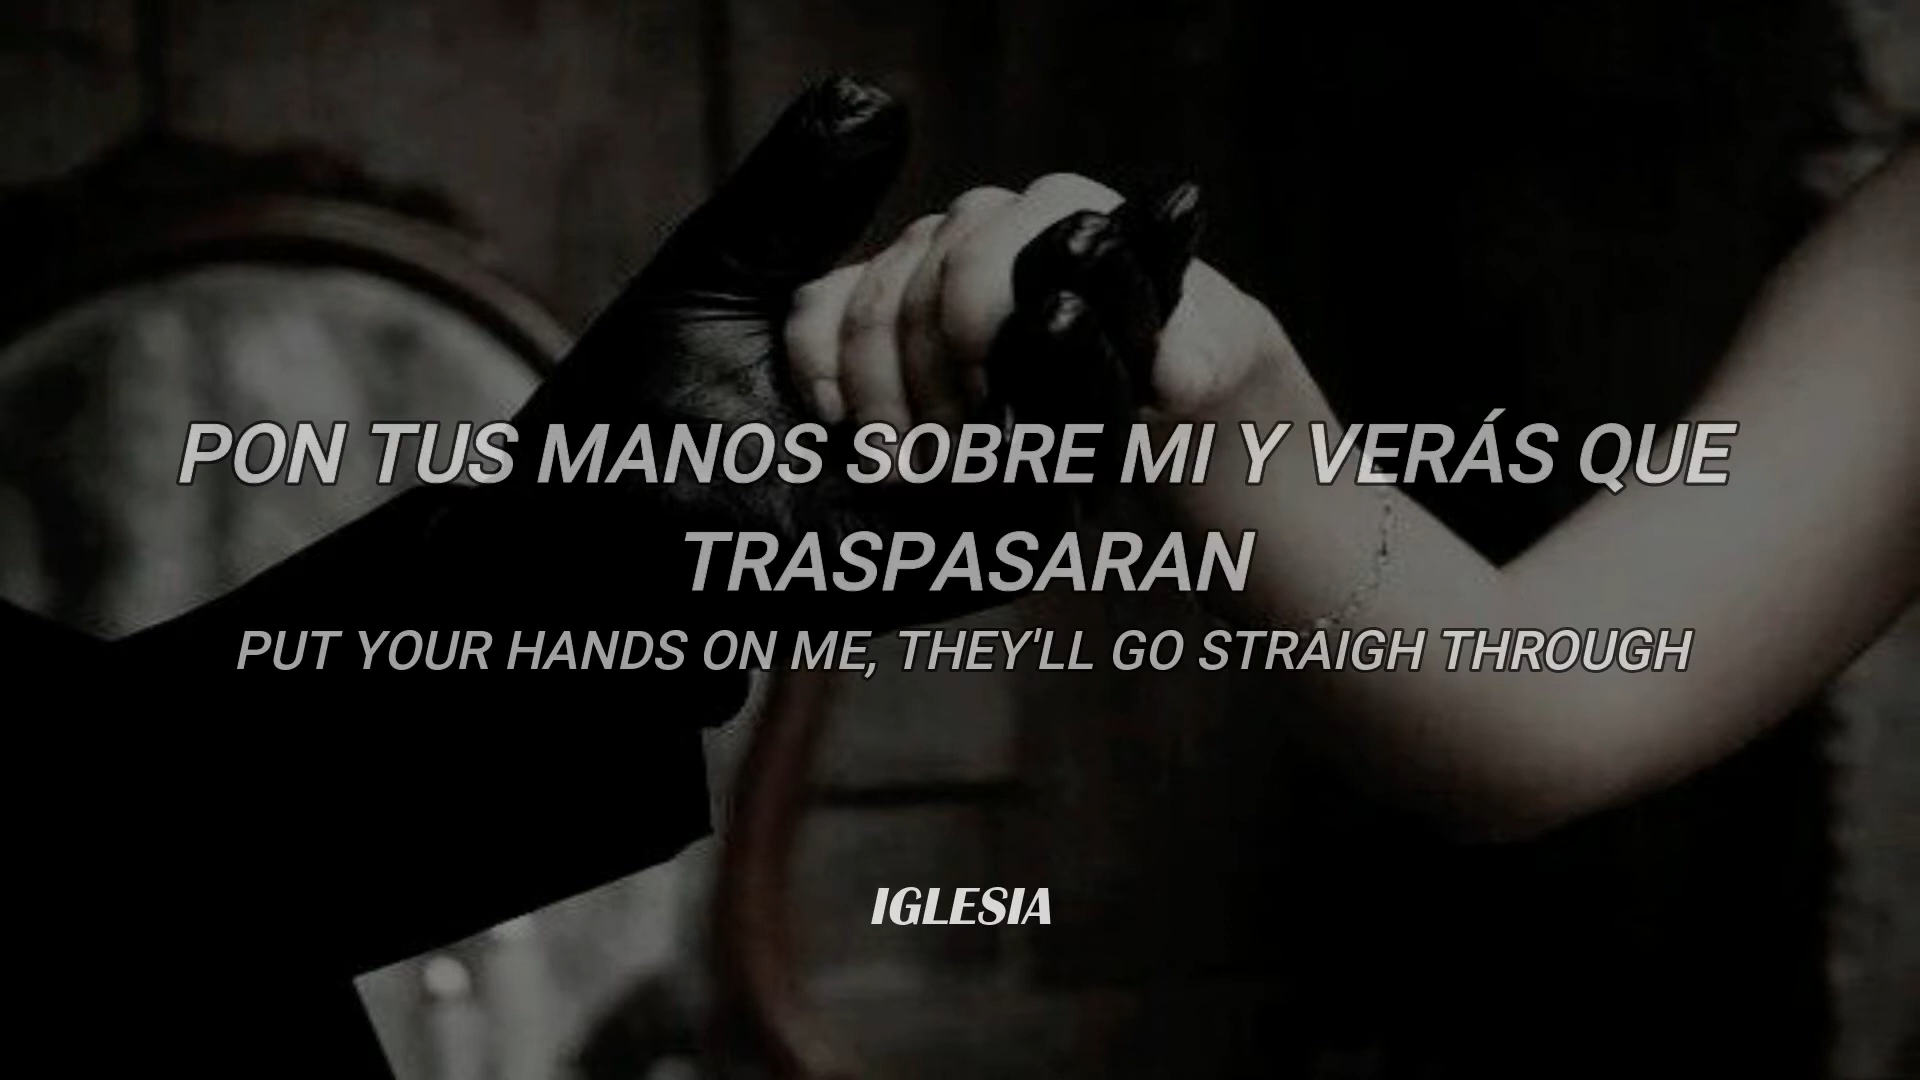 PON TUS MANOS SOBRE MI Y VERÁS QUE
TRASPASARAN
PUT YOUR HANDS ON ME, THEY'LL GO STRAIGH THROUGH
IGLESIA